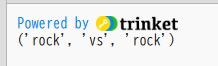 Powered by trinket
('rock', 'vs', 'rock')